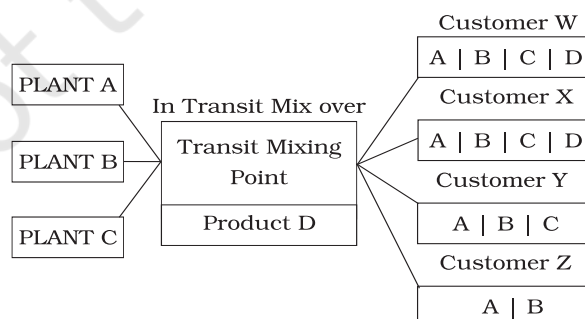 PLANT A
PLANT B
PLANT C
In Transit Mix over
Transit Mixing
Point
Product D
Customer W
A | B | C | D
Customer X
A | B | C | D
Customer Y
A | B | C
Customer Z
A | B